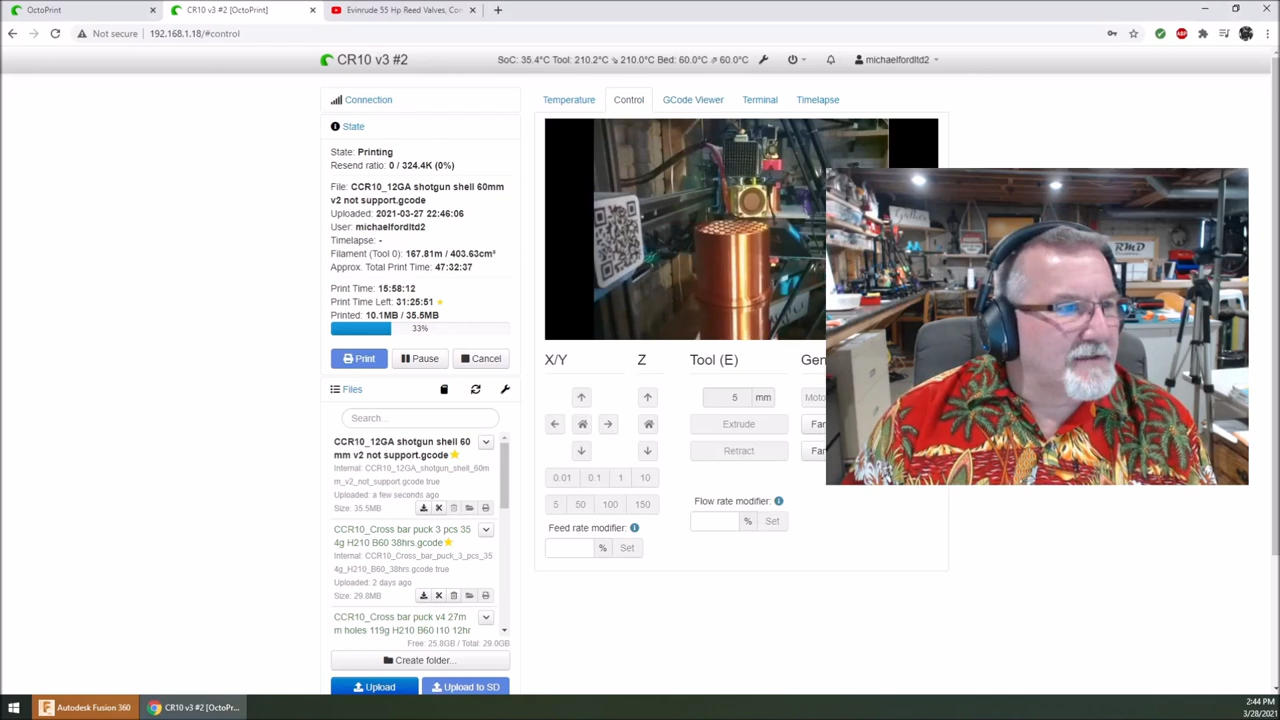 OctoPrint
CR10 v3 #2 [OctoPrint]
Evinrude 55 Hp Reed Valves, Con
Not secure
192.168.1.18/#control
ABP
CR10 v3 #2
SoC: 35.4°C Tool: 210.2°C ⇘ 210.0°C Bed: 60.0°C ⇗ 60.0°C
michaelfordltd2
Connection
Temperature
Control
GCode Viewer
Terminal
Timelapse
State
State: Printing
Resend ratio: 0 / 324.4K (0%)
File: CCR10_12GA shotgun shell 60mm
v2 not support.gcode
Uploaded: 2021-03-27 22:46:06
User: michaelfordltd2
Timelapse: -
Filament (Tool 0): 167.81m / 403.63cm³
Approx. Total Print Time: 47:32:37
Print Time: 15:58:12
Print Time Left: 31:25:51
Printed: 10.1MB / 35.5MB
33%
Print
Pause
Cancel
Files
Search...
CCR10_12GA shotgun shell 60
mm v2 not support.gcode
Internal: CCR10_12GA_shotgun_shell_60m
m_v2_not_support.gcode true
Uploaded: a few seconds ago
Size: 35.5MB
CCR10_Cross bar puck 3 pcs 35
4g H210 B60 38hrs.gcode
Internal: CCR10_Cross_bar_puck_3_pcs_35
4g_H210_B60_38hrs.gcode true
Uploaded: 2 days ago
Size: 29.8MB
CCR10_Cross bar puck v4 27m
m holes 119g H210 B60 I10 12hr
Free: 25.8GB / Total: 29.0GB
Create folder...
Upload
Upload to SD
X/Y
Z
Tool (E)
Gen
5
mm
Moto
Extrude
Fan
Retract
Fan
0.01
0.1
1
10
5
50
100
150
Flow rate modifier:
%
Set
Feed rate modifier:
%
Set
Gather
RMD
Autodesk Fusion 360
CR10 v3 #2 [OctoPr...
2:44 PM
3/28/2021